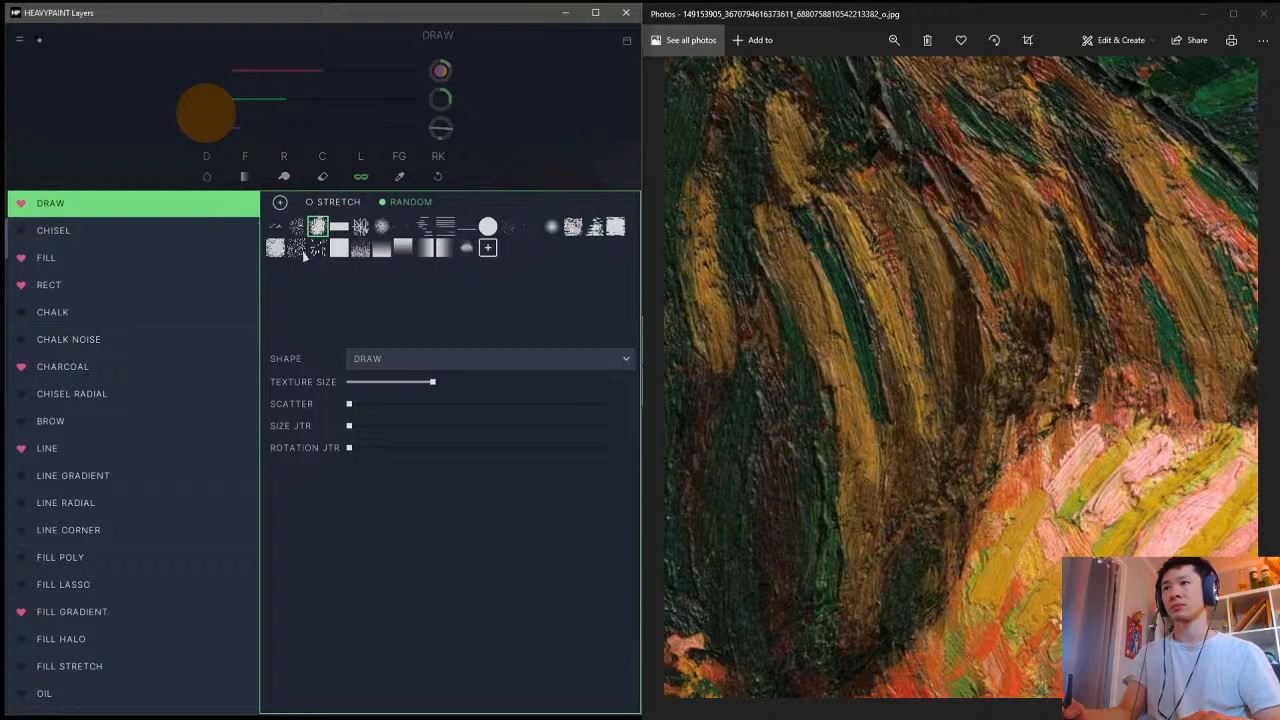 HP HEAVYPAINT Layers
DRAW
D F R C L FG RK
DRAW
CHISEL
FILL
RECT
CHALK
CHALK NOISE
CHARCOAL
CHISEL RADIAL
BROW
LINE
LINE GRADIENT
LINE RADIAL
LINE CORNER
FILL POLY
FILL LASSO
FILL GRADIENT
FILL HALO
FILL STRETCH
OIL
STRETCH RANDOM
SHAPE DRAW
TEXTURE SIZE
SCATTER
SIZE JTR
ROTATION JTR
Photos - 149153905_3670794616373611_6880758810542213382_o.jpg
See all photos Add to Edit & Create Share